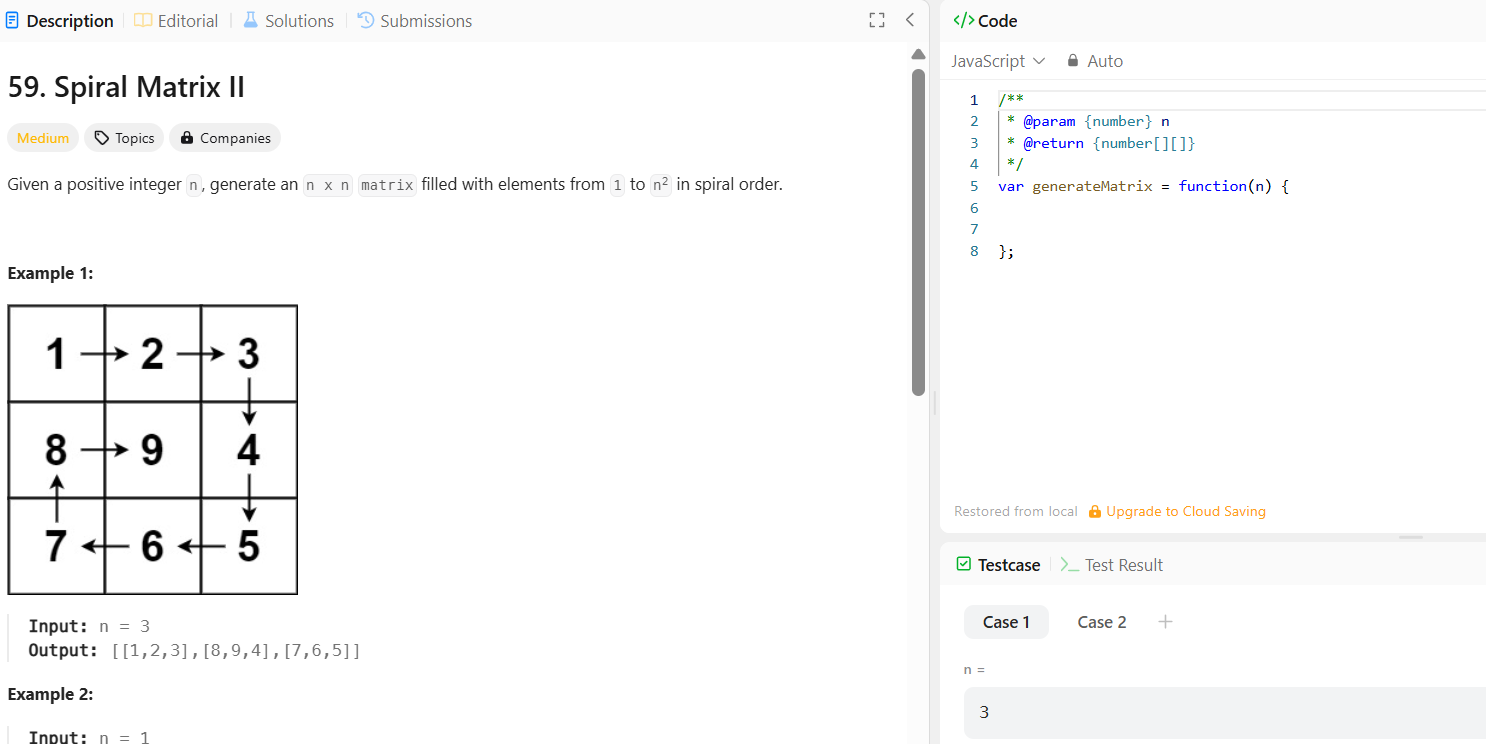 Description Editorial Solutions Submissions
59. Spiral Matrix II
Medium Topics Companies
Given a positive integer n, generate an n x n matrix filled with elements from 1 to n² in spiral order.
Example 1:
1 2 3
8 9 4
7 6 5
Input: n = 3
Output: [[1,2,3],[8,9,4],[7,6,5]]
Example 2:
Input: n = 1
</> Code
JavaScript Auto
1 /**
2 * @param {number} n
3 * @return {number[][]}
4 */
5 var generateMatrix = function(n) {
6
7
8 };
Restored from local Upgrade to Cloud Saving
Testcase >_ Test Result
Case 1 Case 2 +
n =
3